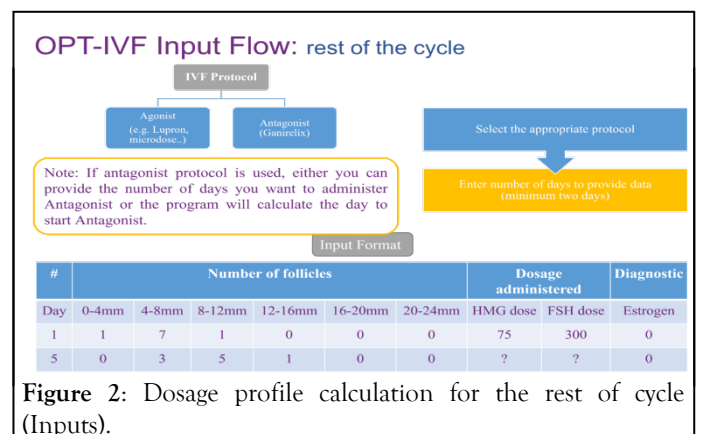 OPT-IVF Input Flow: rest of the cycle
IVF Protocol
Agonist
(e.g. Lupron,
microdose..)
Antagonist
(Ganirelix)
Select the appropriate protocol
Note: If antagonist protocol is used, either you can
provide the number of days you want to administer
Antagonist or the program will calculate the day to
start Antagonist.
Enter number of days to provide data
(minimum two days)
Input Format
# Number of follicles Dosage administered Diagnostic
Day 0-4mm 4-8mm 8-12mm 12-16mm 16-20mm 20-24mm HMG dose FSH dose Estrogen
1 1 7 1 0 0 0 75 300 0
5 0 3 5 1 0 0 ? ? 0
Figure 2: Dosage profile calculation for the rest of cycle
(Inputs).